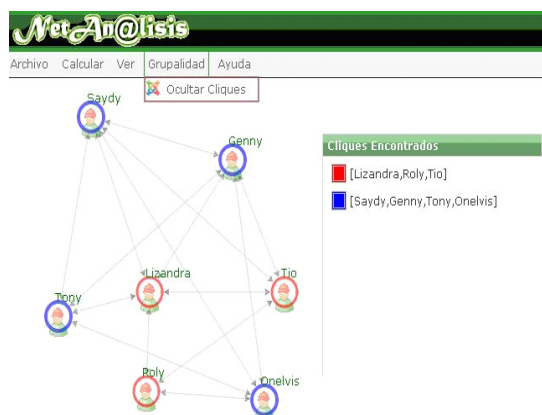 NetAn@lisis
Archivo Calcular Ver Grupalidad Ayuda
Ocultar Cliques
Saydy
Genny
Cliques Encontrados
[Lizandra,Roly,Tio]
[Saydy,Genny,Tony,Onelvis]
Lizandra
Tio
Tony
Roly
Onelvis